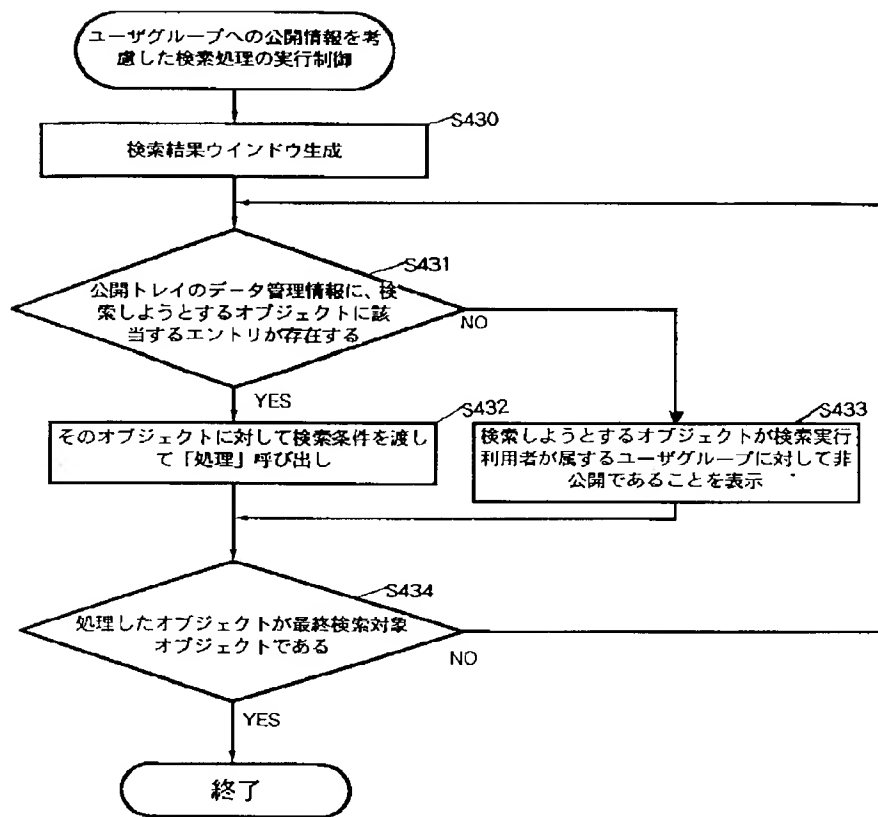 ユーザグループへの公開情報を考
慮した検索処理の実行制御
S430
検索結果ウインドウ生成
S431
公開トレイのデータ管理情報に、検
索しようとするオブジェクトに該
当するエントリが存在する
NO
YES
S432
そのオブジェクトに対して検索条件を渡し
て「処理」呼び出し
S433
検索しようとするオブジェクトが検索実行
利用者が属するユーザグループに対して非
公開であることを表示
S434
処理したオブジェクトが最終検索対象
オブジェクトである
NO
YES
終了